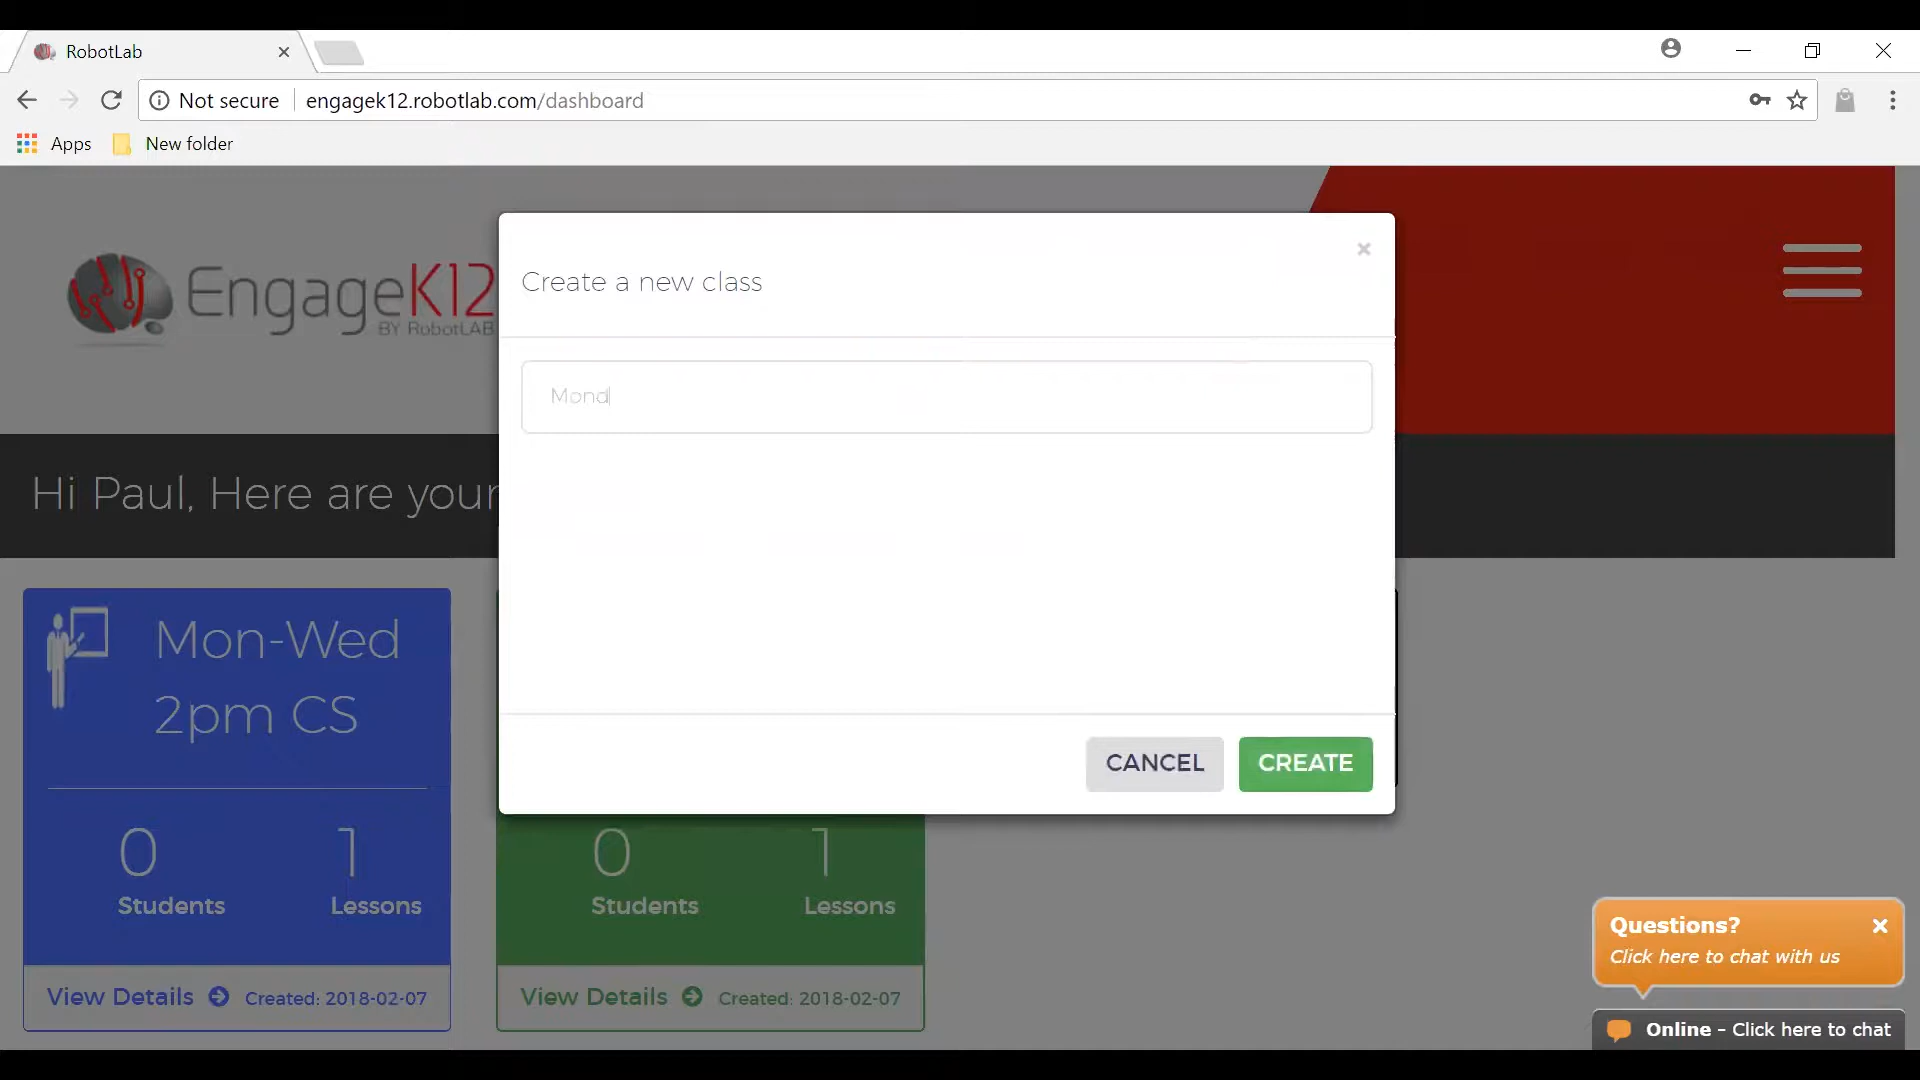 RobotLab
Not secure
engagek12.robotlab.com/dashboard
Apps
New folder
EngageK12
BY RobotLAB
Create a new class
Mond
CANCEL
CREATE
Hi Paul, Here are your
Mon-Wed
2pm CS
0 1
Students Lessons
View Details Created: 2018-02-07
0 1
Students Lessons
View Details Created: 2018-02-07
Questions?
Click here to chat with us
Online - Click here to chat